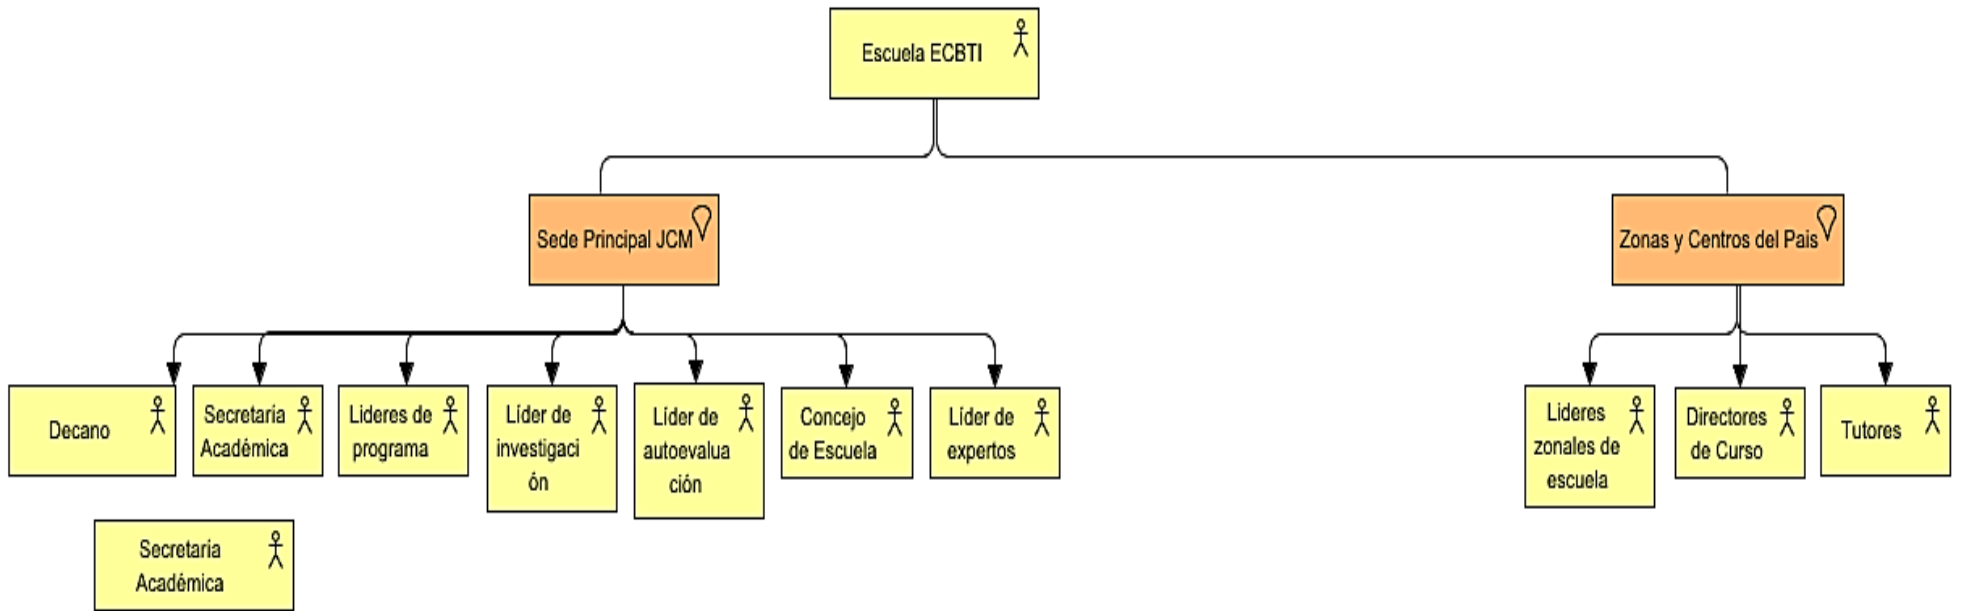 Escuela ECBTI
Sede Principal JCM
Zonas y Centros del Pais
Decano
Secretaria
Académica
Lideres de
programa
Líder de
investigaci
ón
Líder de
autoevalua
ción
Concejo
de Escuela
Líder de
expertos
Lideres
zonales de
escuela
Directores
de Curso
Tutores
Secretaria
Académica